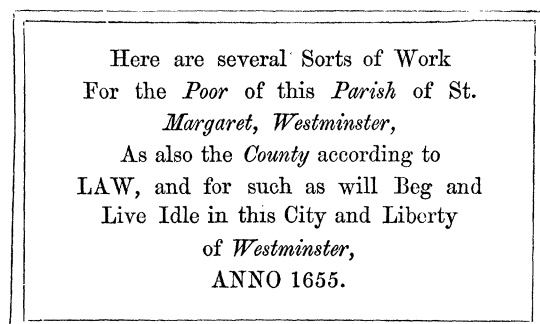 Here are several Sorts of Work
For the Poor of this Parish of St.
Margaret, Westminster,
As also the County according to
LAW, and for such as will Beg and
Live Idle in this City and Liberty
of Westminster,
ANNO 1655.